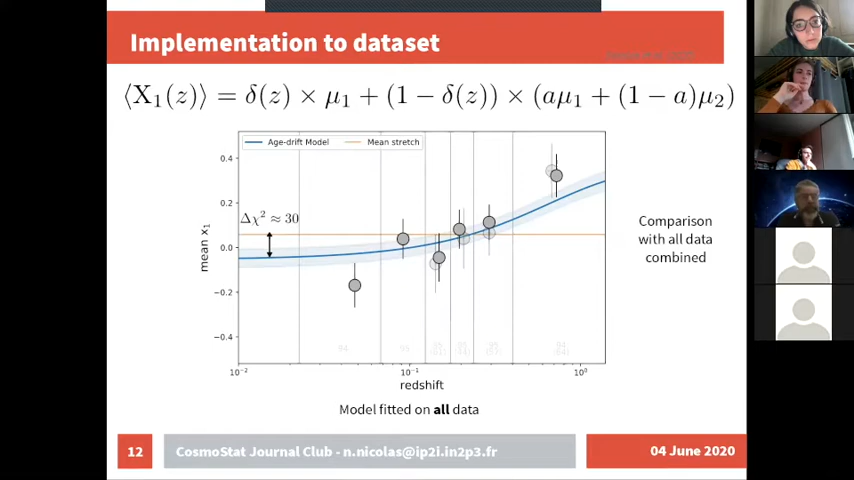 Implementation to dataset
⟨X₁(z)⟩ = δ(z) × μ₁ + (1 − δ(z)) × (aμ₁ + (1 − a)μ₂)
Age-drift Model
Mean stretch
Δχ² ≈ 30
0.4
0.2
0.0
−0.2
−0.4
mean x₁
10⁻²
10⁻¹
10⁰
redshift
Comparison
with all data
combined
Model fitted on all data
12
CosmoStat Journal Club - n.nicolas@ip2i.in2p3.fr
04 June 2020